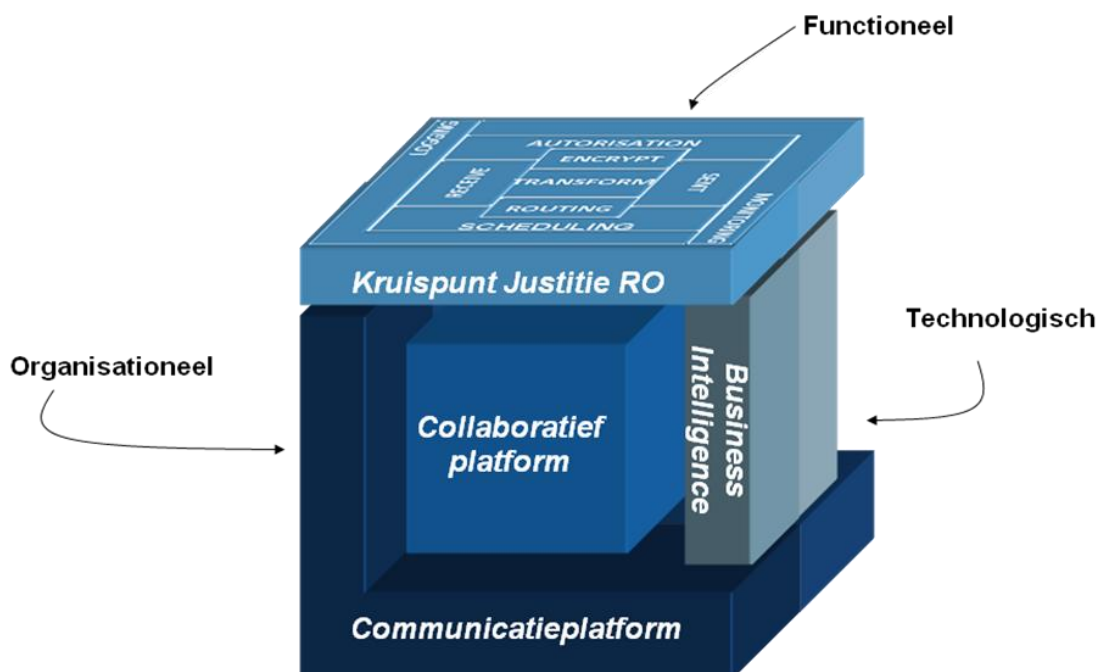 Functioneel
LOGGING
AUTORISATION
ENCRYPT
RECEIVE
TRANSFORM
SENT
ROUTING
SCHEDULING
MONITORING
Kruispunt Justitie RO
Technologisch
Organisationeel
Collaboratief
platform
Business
Intelligence
Communicatieplatform